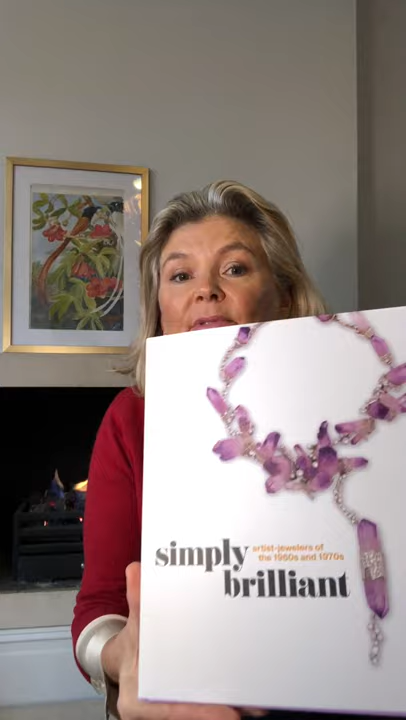 simply
artist-jewelers of
the 1960s and 1970s
brilliant